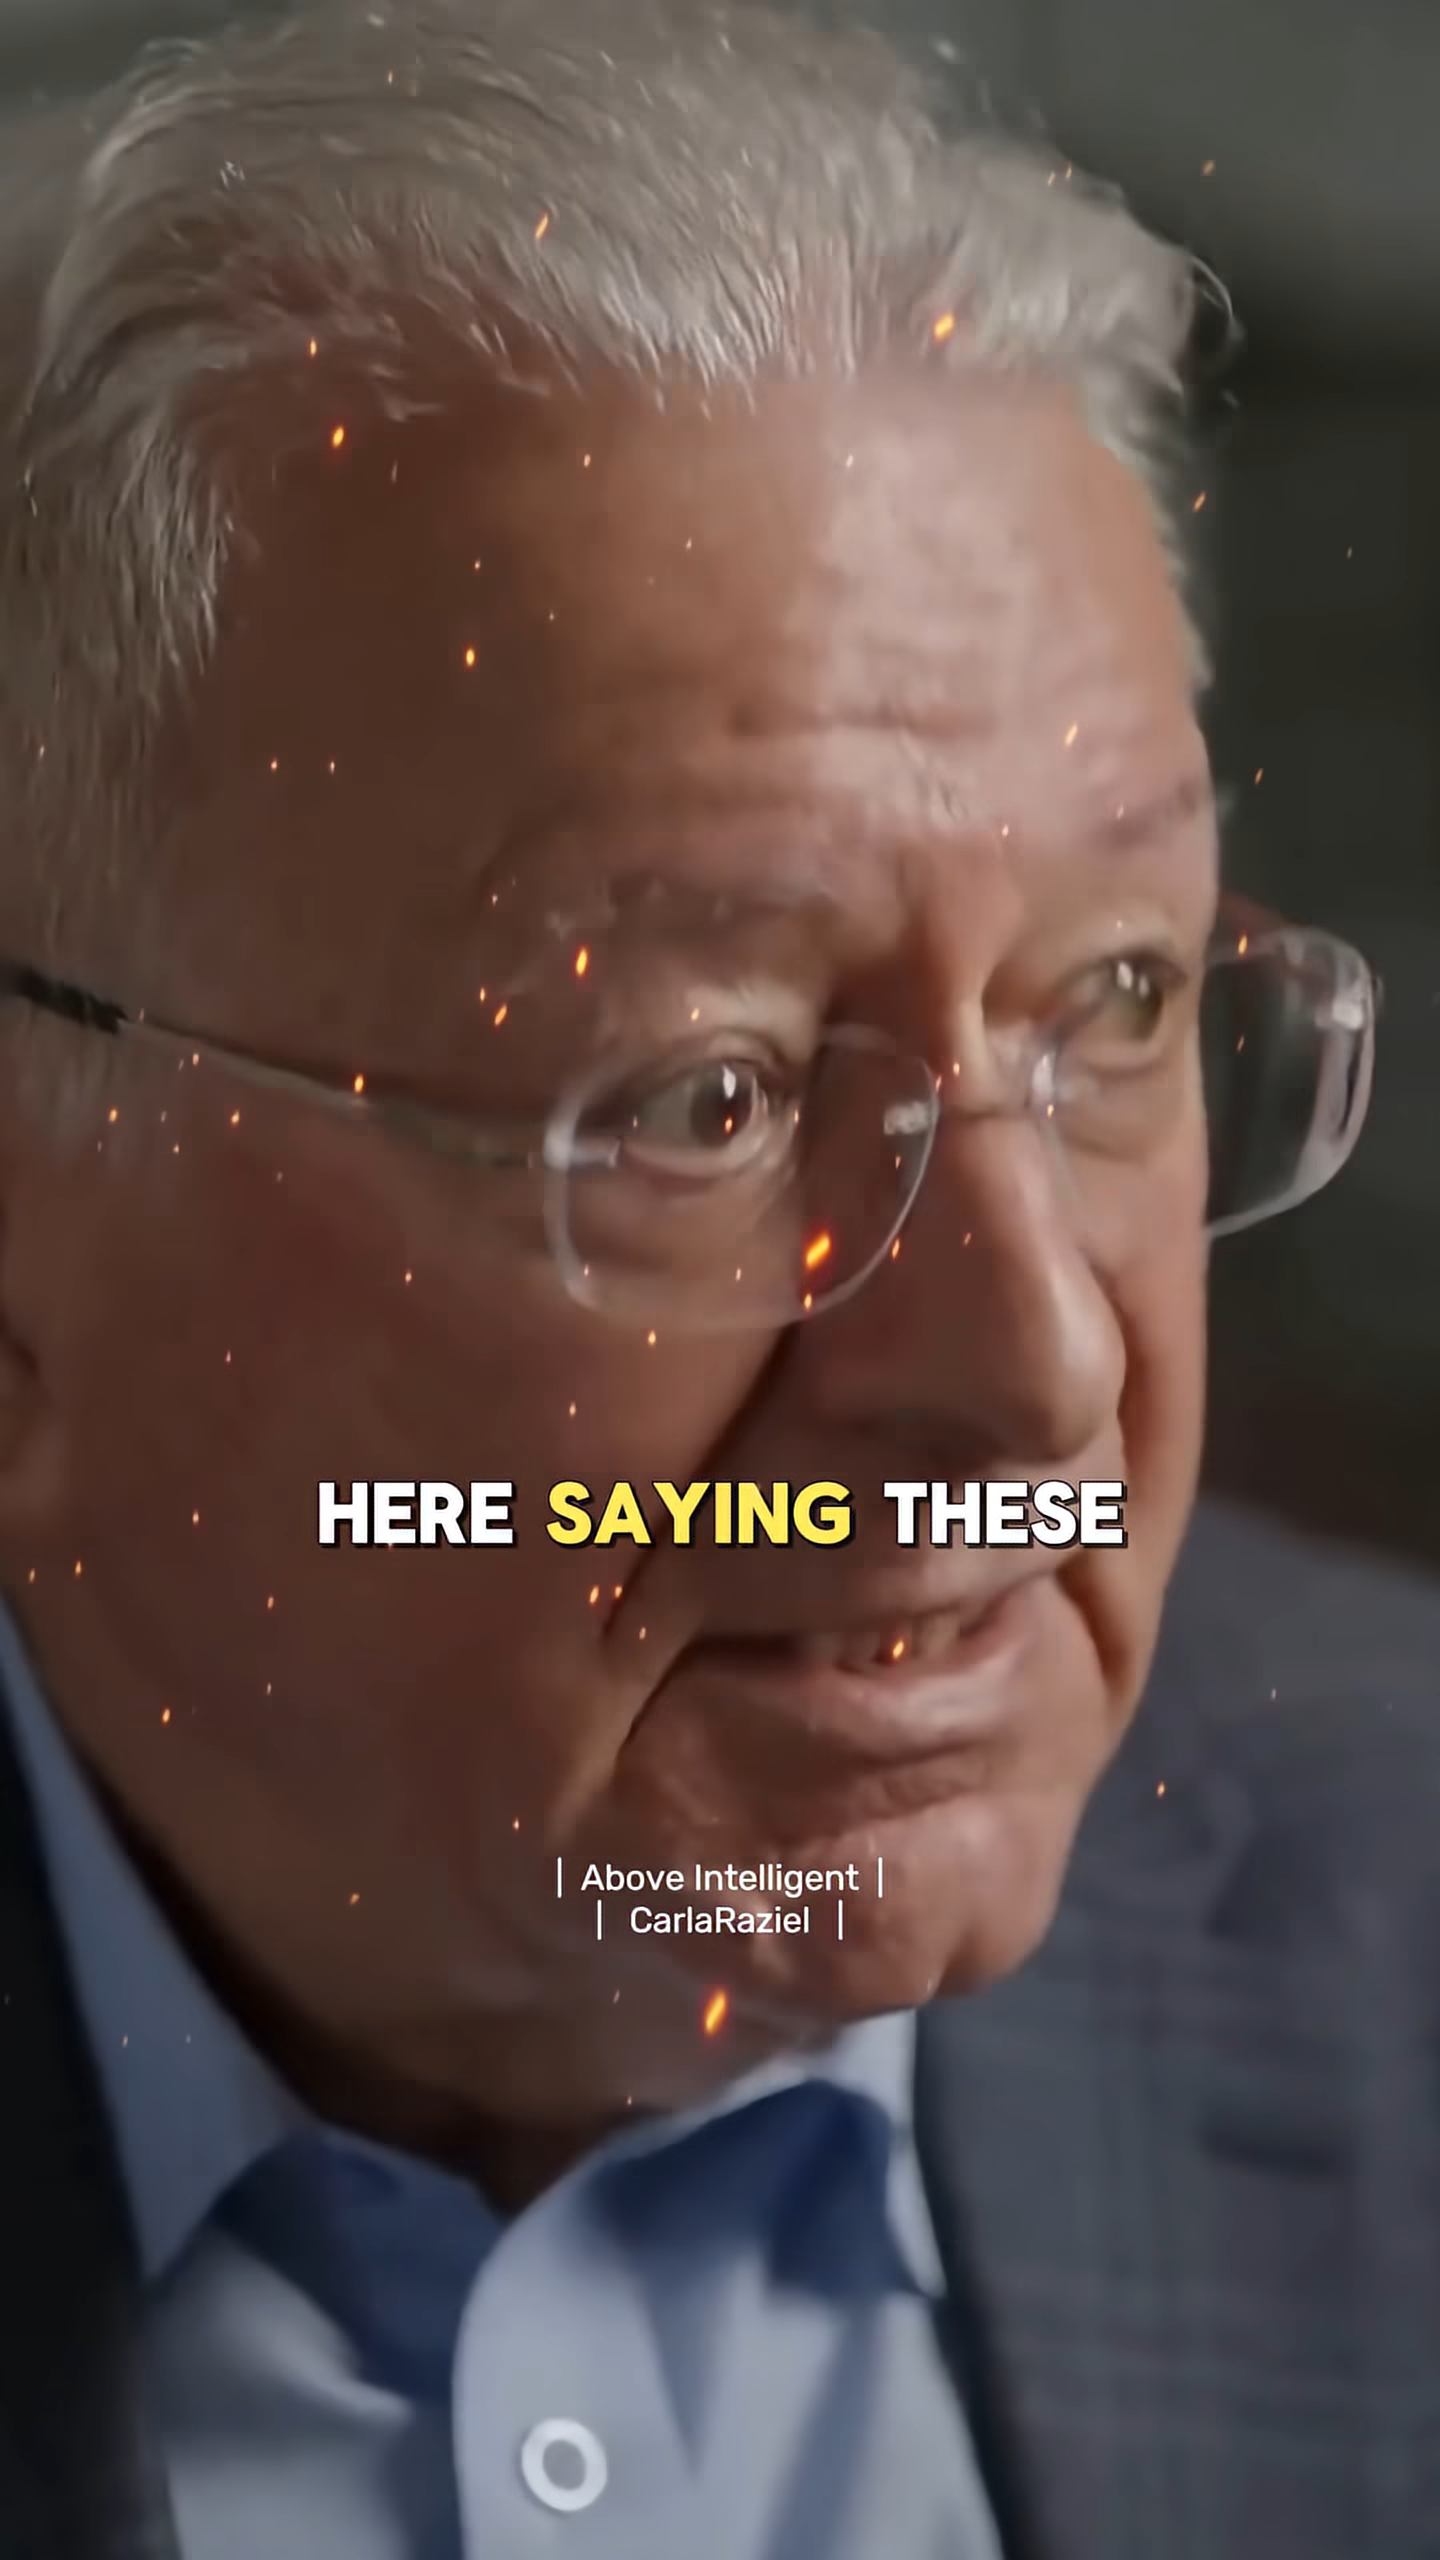 HERE SAYING THESE
| Above Intelligent |
| CarlaRaziel |